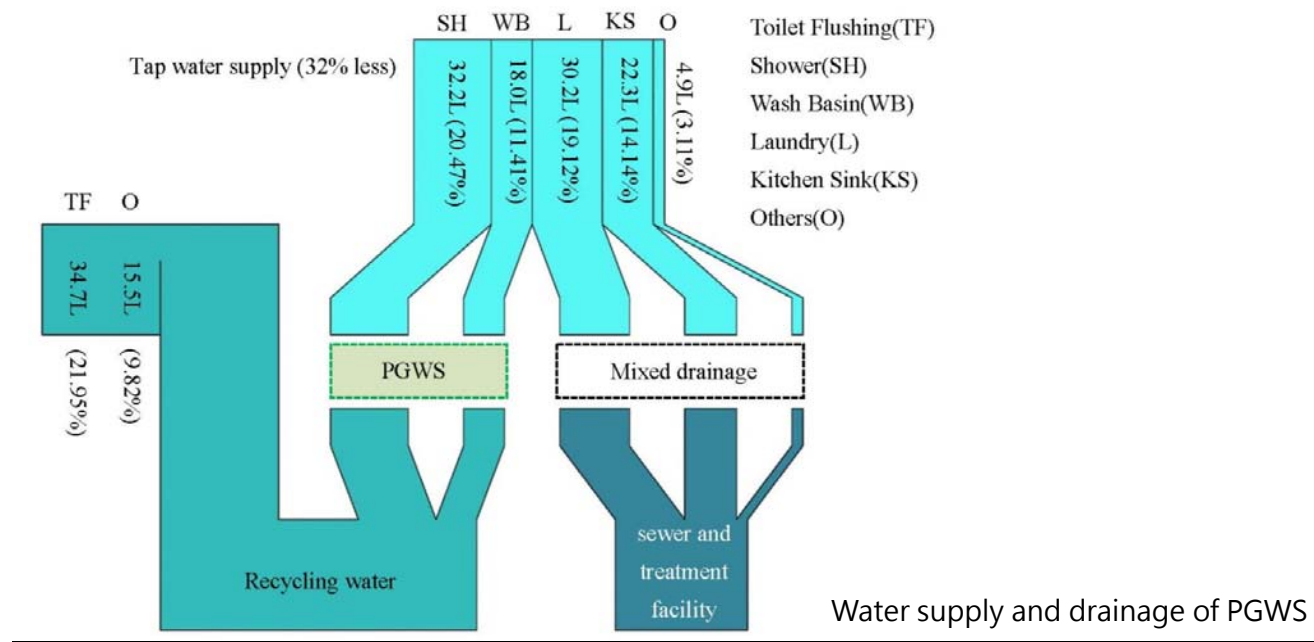 SH WB L KS O
Tap water supply (32% less)
32.2L (20.47%)
18.0L (11.41%)
30.2L (19.12%)
22.3L (14.14%)
4.9L (3.11%)
Toilet Flushing(TF)
Shower(SH)
Wash Basin(WB)
Laundry(L)
Kitchen Sink(KS)
Others(O)
TF O
34.7L (21.95%)
15.5L (9.82%)
PGWS
Mixed drainage
Recycling water
sewer and
treatment
facility
Water supply and drainage of PGWS